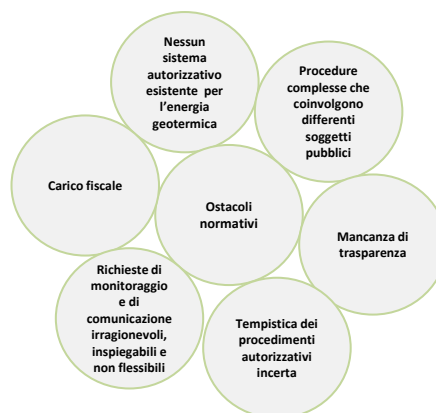 Nessun
sistema
autorizzativo
esistente per
l'energia
geotermica
Procedure
complesse che
coinvolgono
differenti
soggetti
pubblici
Carico fiscale
Ostacoli
normativi
Mancanza di
trasparenza
Richieste di
monitoraggio
e di
comunicazione
irragionevoli,
inspiegabili e
non flessibili
Tempistica dei
procedimenti
autorizzativi
incerta